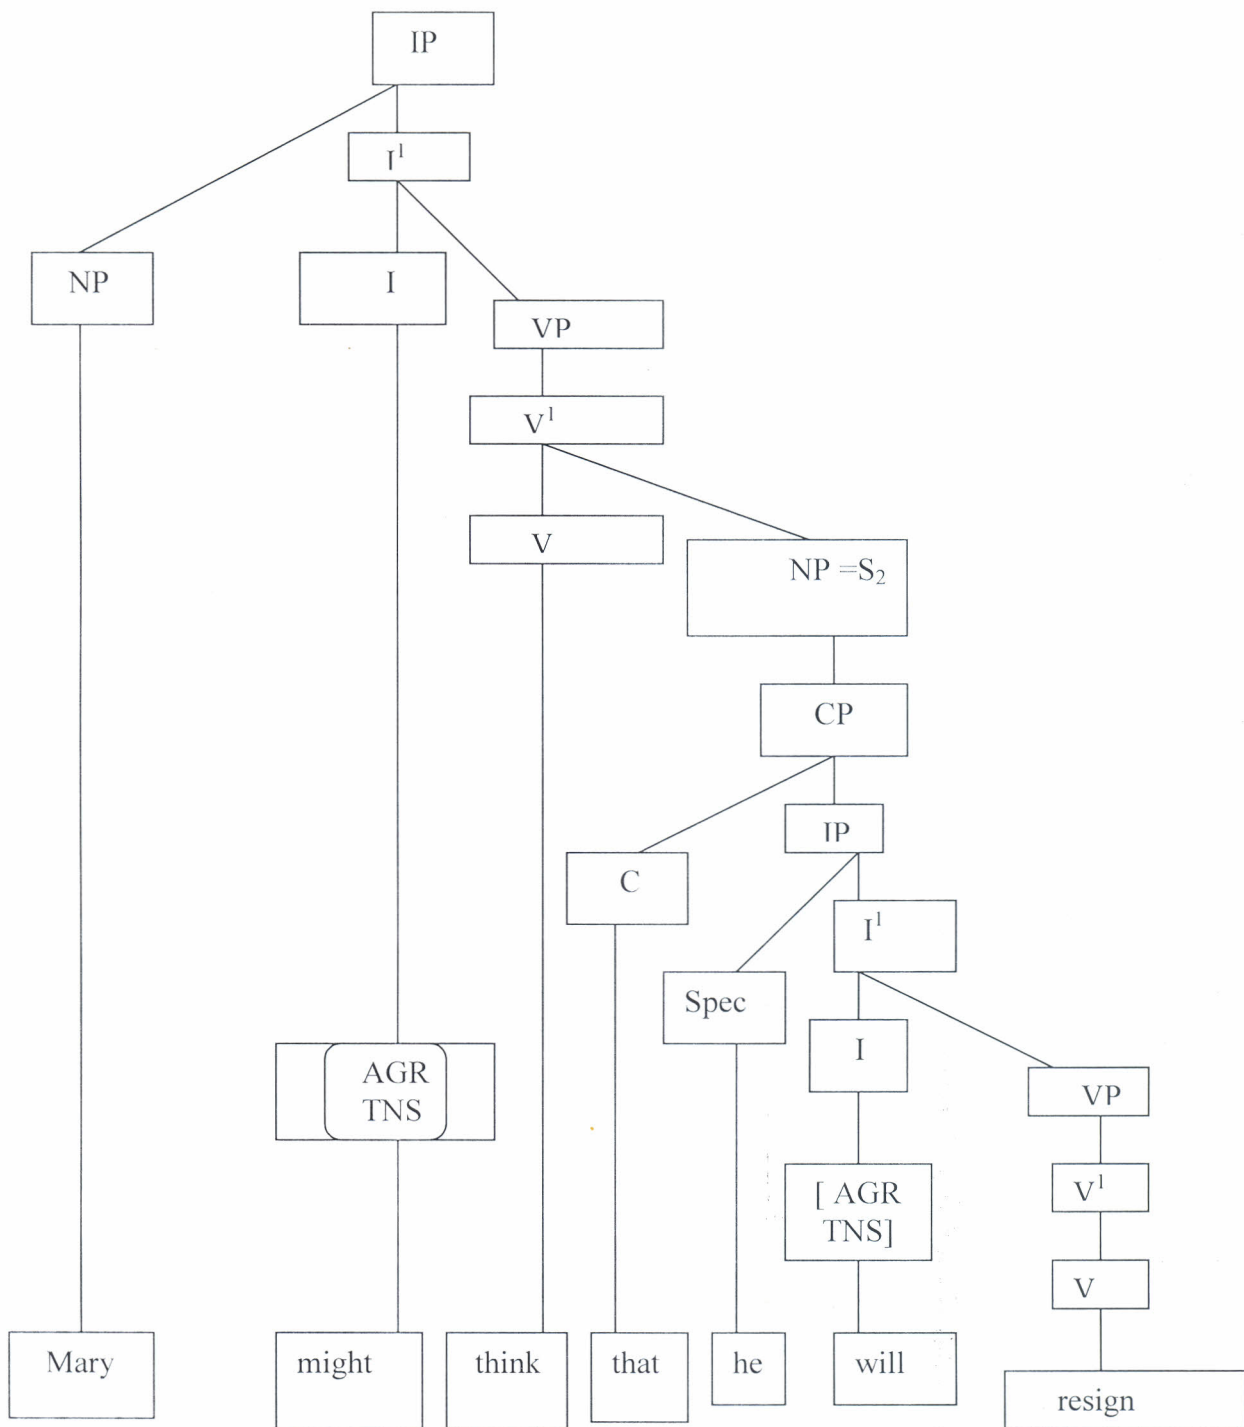 IP
I¹
NP
I
VP
V¹
V
NP =S₂
CP
IP
C
I¹
Spec
I
AGR
TNS
VP
[ AGR
TNS]
V¹
V
Mary
might
think
that
he
will
resign